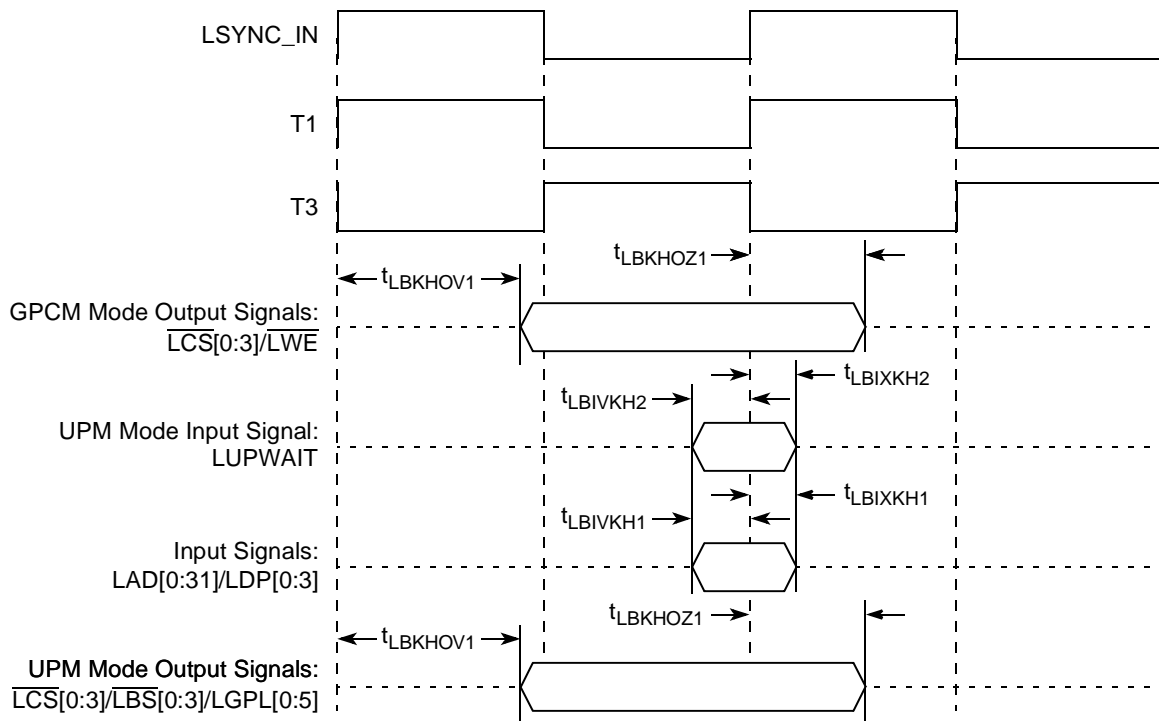 LSYNC_IN
T1
T3
tLBKHOZ1
tLBKHOV1
GPCM Mode Output Signals:
LCS[0:3]/LWE
tLBIXKH2
tLBIVKH2
UPM Mode Input Signal:
LUPWAIT
tLBIXKH1
tLBIVKH1
Input Signals:
LAD[0:31]/LDP[0:3]
tLBKHOZ1
tLBKHOV1
UPM Mode Output Signals:
LCS[0:3]/LBS[0:3]/LGPL[0:5]